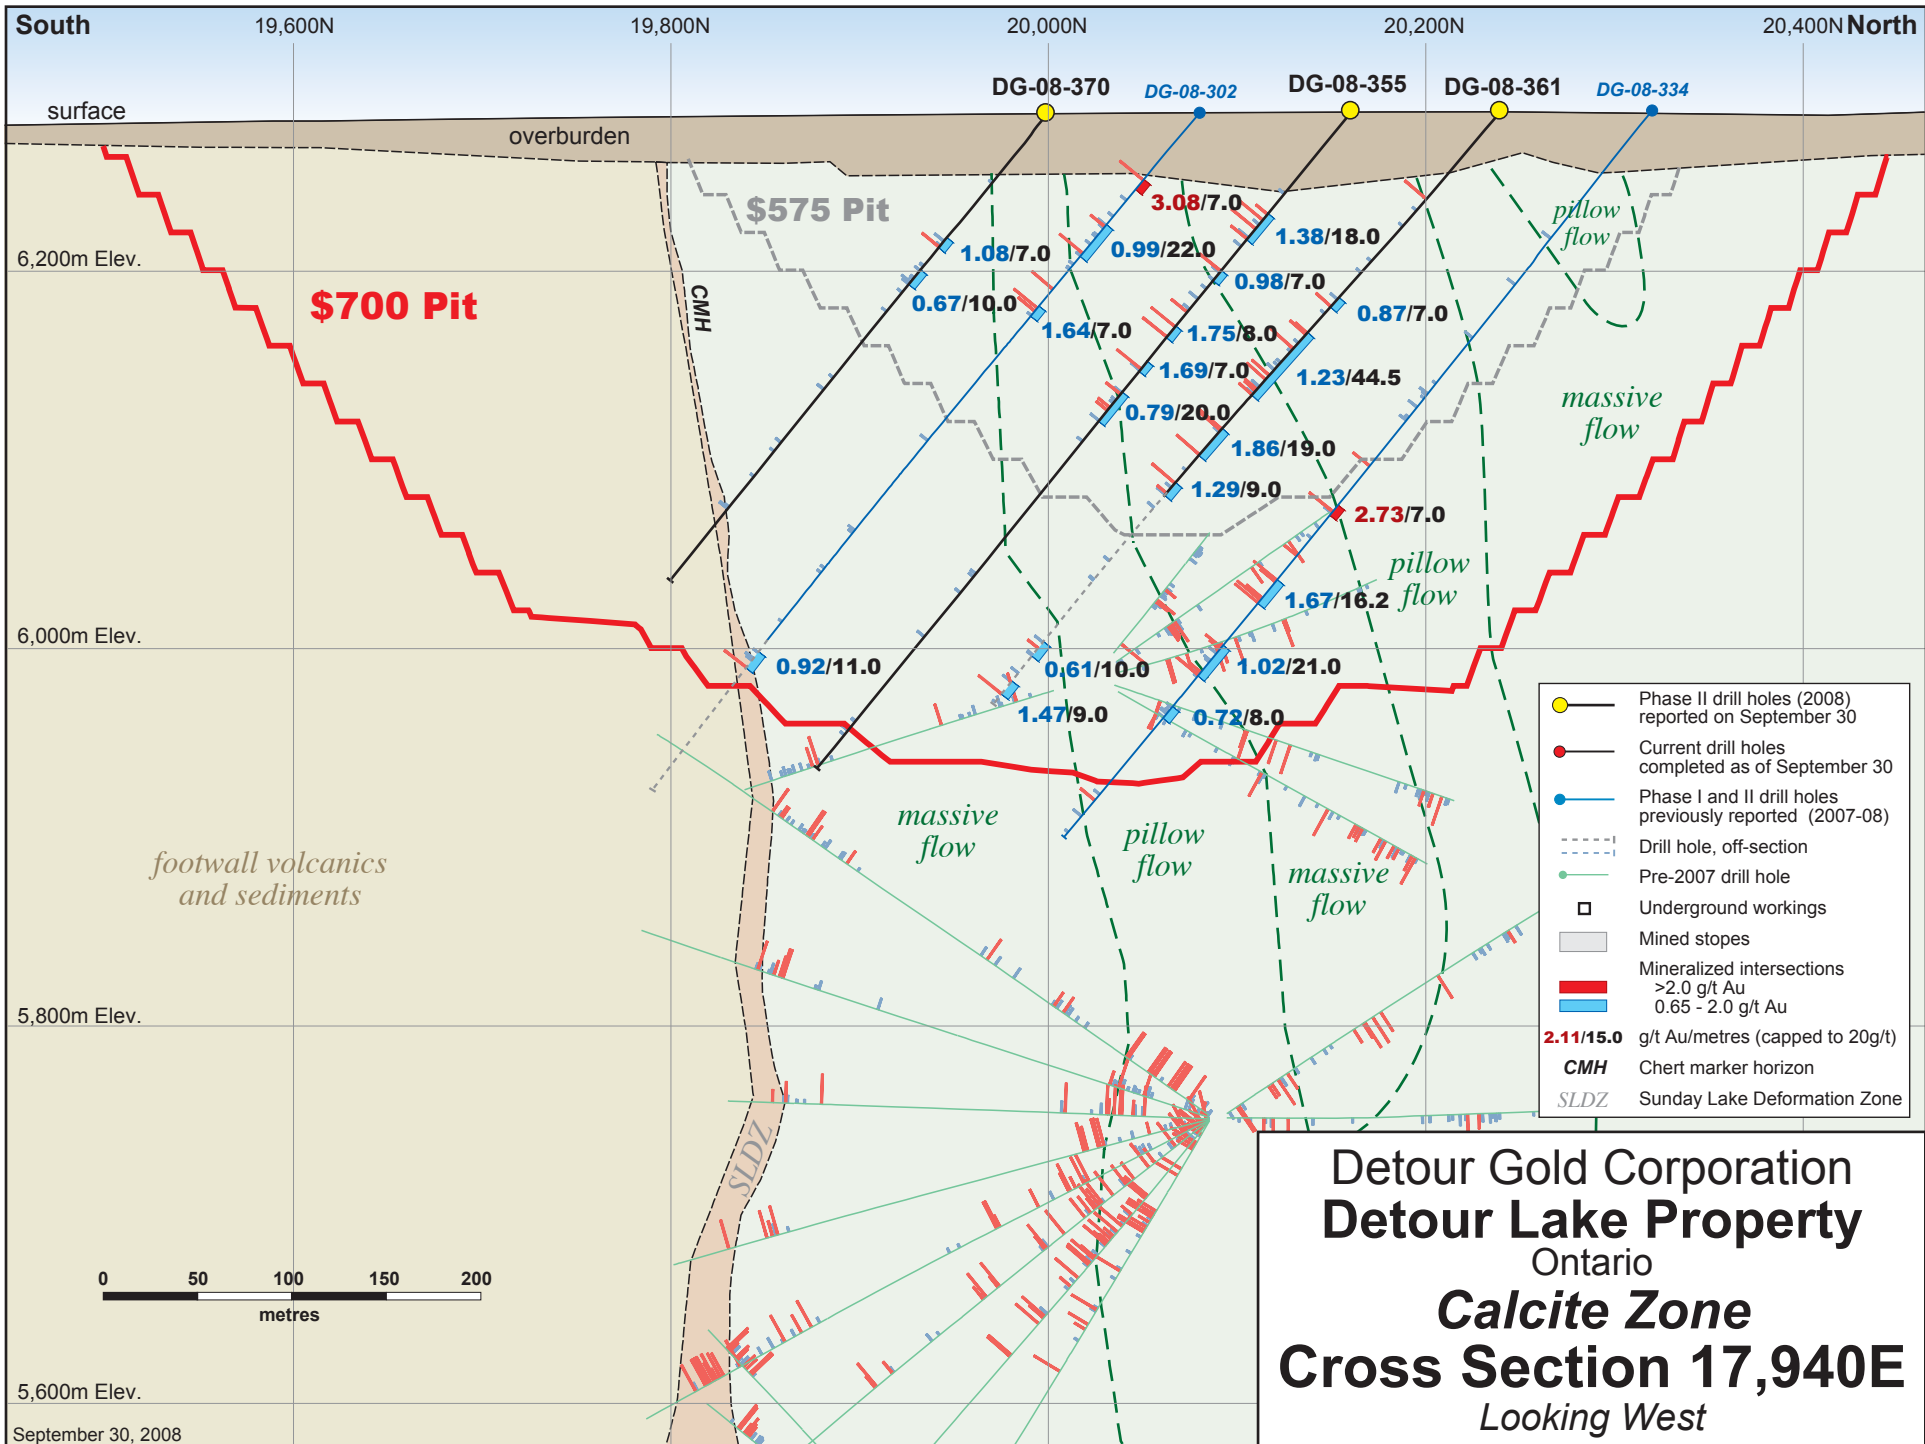 South
19,600N
19,800N
20,000N
20,200N
20,400N
North
DG-08-370
DG-08-302
DG-08-355
DG-08-361
DG-08-334
surface
overburden
$575 Pit
$700 Pit
CMH
6,200m Elev.
3.08/7.0
0.99/22.0
1.08/7.0
0.67/10.0
1.64/7.0
1.38/18.0
0.98/7.0
1.75/8.0
1.69/7.0
0.79/20.0
0.87/7.0
1.23/44.5
1.86/19.0
1.29/9.0
2.73/7.0
pillow
flow
massive
flow
pillow
flow
6,000m Elev.
1.67/16.2
0.92/11.0
0.61/10.0
1.02/21.0
1.47/9.0
0.72/8.0
massive
flow
pillow
flow
massive
flow
footwall volcanics
and sediments
5,800m Elev.
SLDZ
5,600m Elev.
0 50 100 150 200
metres
September 30, 2008
Phase II drill holes (2008)
reported on September 30
Current drill holes
completed as of September 30
Phase I and II drill holes
previously reported (2007-08)
Drill hole, off-section
Pre-2007 drill hole
Underground workings
Mined stopes
Mineralized intersections
>2.0 g/t Au
0.65 - 2.0 g/t Au
2.11/15.0 g/t Au/metres (capped to 20g/t)
CMH Chert marker horizon
SLDZ Sunday Lake Deformation Zone
Detour Gold Corporation
Detour Lake Property
Ontario
Calcite Zone
Cross Section 17,940E
Looking West